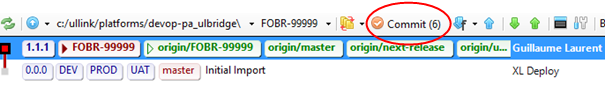 c:/ullink/platforms/devop-pa_ulbridge\ FOBR-99999 Commit (6)
1.1.1 FOBR-99999 origin/FOBR-99999 origin/master origin/next-release origin/u... Guillaume Laurent
0.0.0 DEV PROD UAT master Initial Import XL Deploy